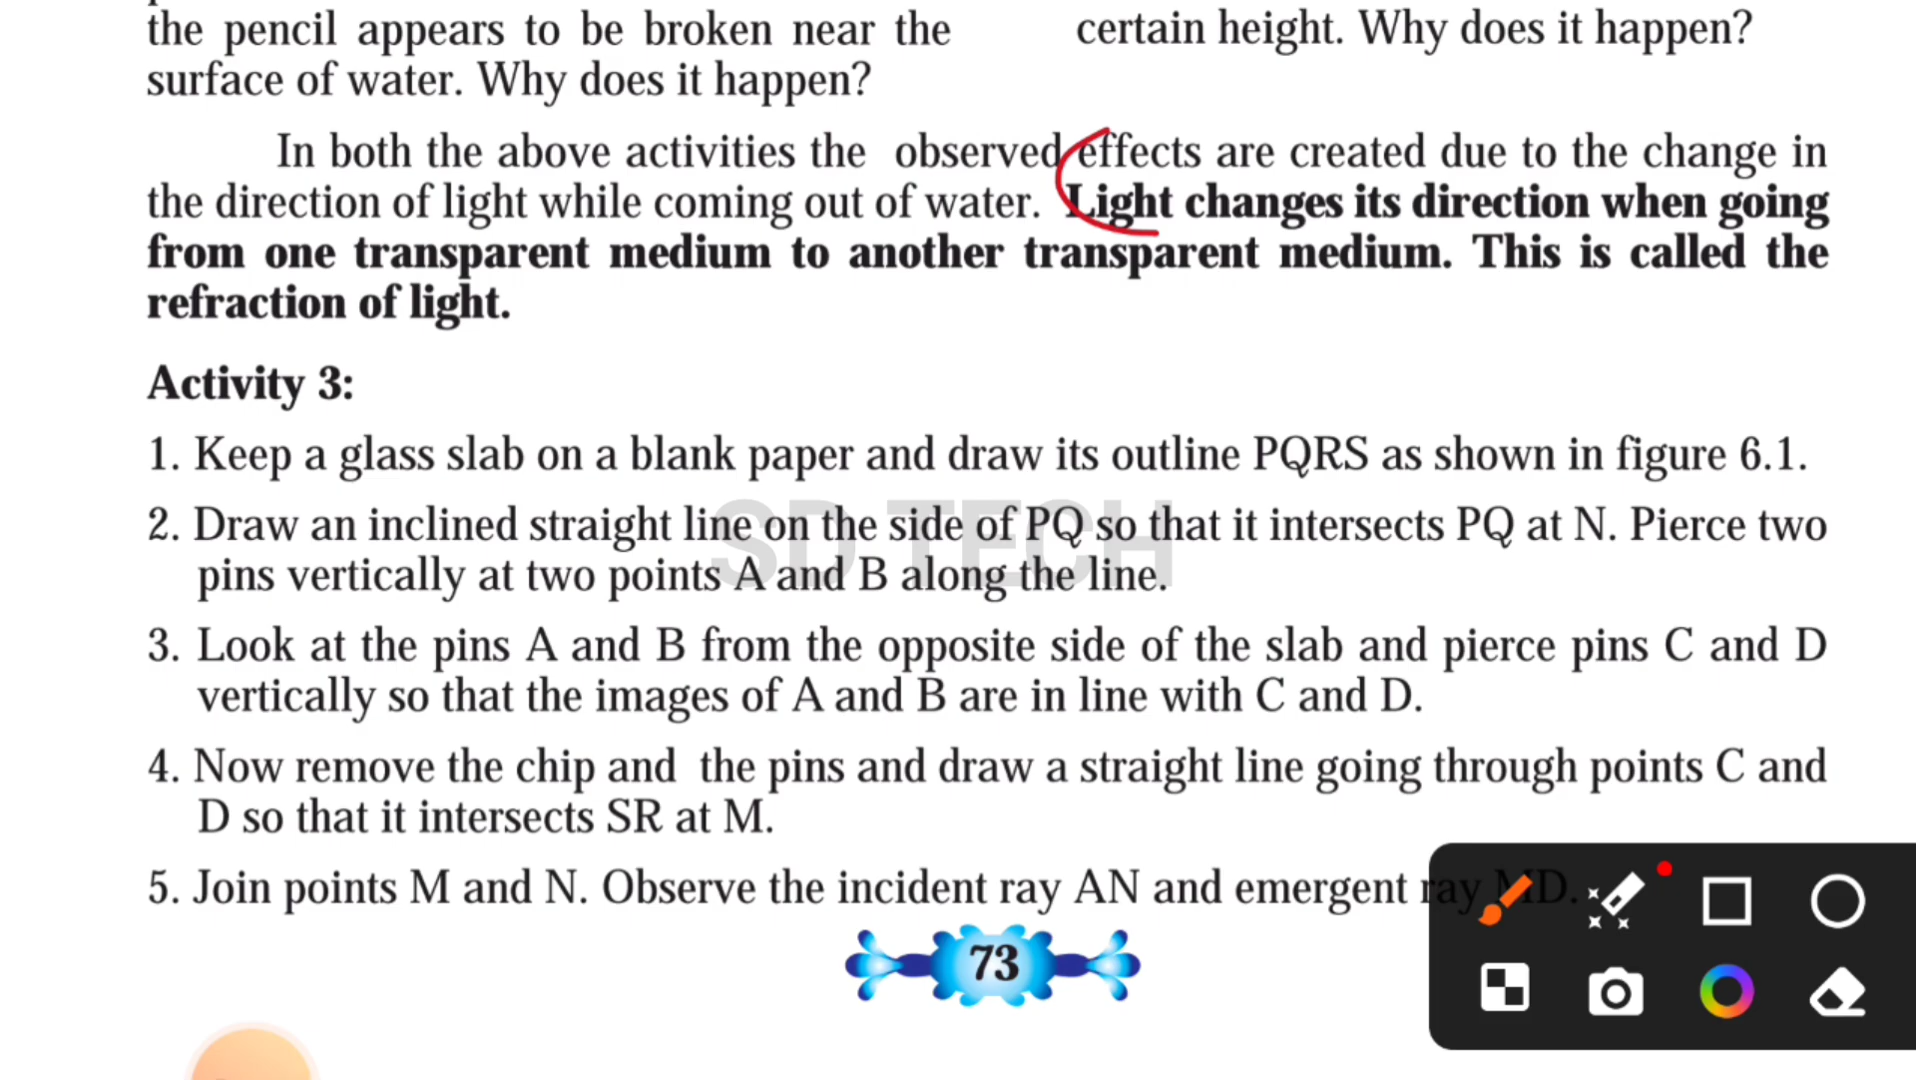 the pencil appears to be broken near the
surface of water. Why does it happen?
certain height. Why does it happen?
In both the above activities the observed effects are created due to the change in
the direction of light while coming out of water. Light changes its direction when going
from one transparent medium to another transparent medium. This is called the
refraction of light.
Activity 3:
1. Keep a glass slab on a blank paper and draw its outline PQRS as shown in figure 6.1.
2. Draw an inclined straight line on the side of PQ so that it intersects PQ at N. Pierce two
pins vertically at two points A and B along the line.
SD TECH
3. Look at the pins A and B from the opposite side of the slab and pierce pins C and D
vertically so that the images of A and B are in line with C and D.
4. Now remove the chip and the pins and draw a straight line going through points C and
D so that it intersects SR at M.
5. Join points M and N. Observe the incident ray AN and emergent ray MD.
73